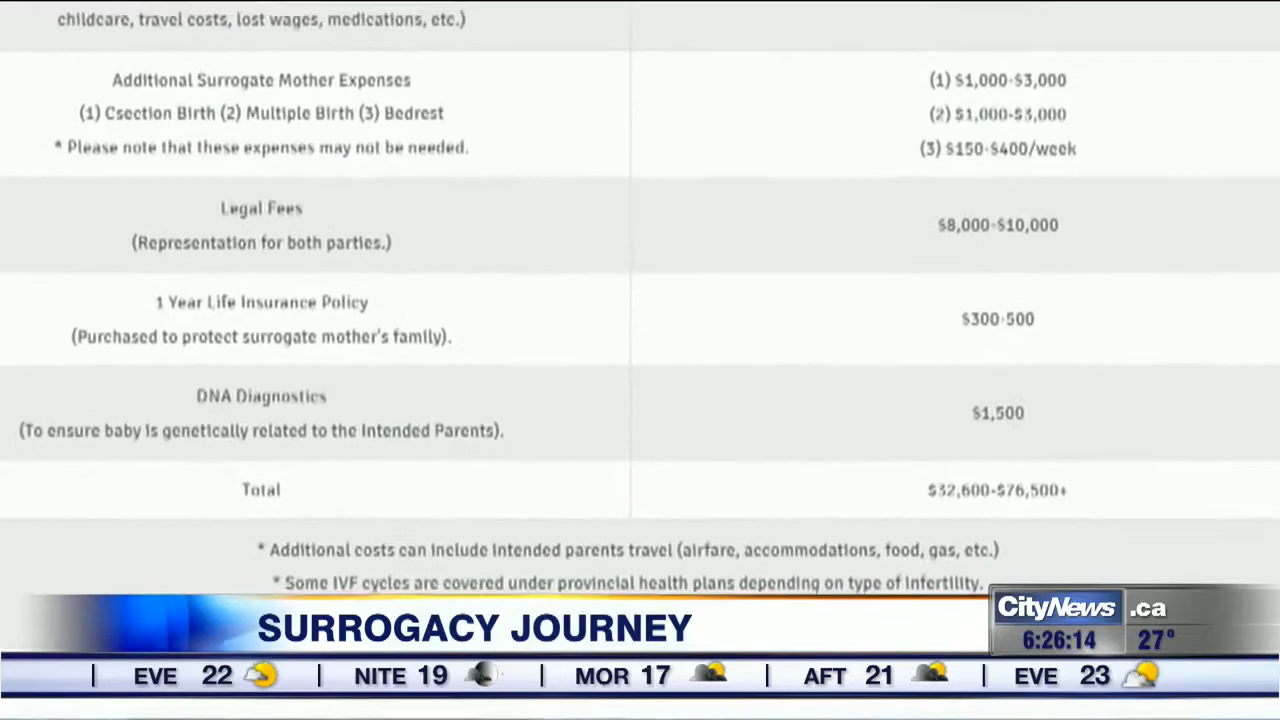 childcare, travel costs, lost wages, medications, etc.)
Additional Surrogate Mother Expenses
(1) $1,000-$3,000
(1) Csection Birth (2) Multiple Birth (3) Bedrest
(2) $1,000-$3,000
* Please note that these expenses may not be needed.
(3) $150-$400/week
Legal Fees
(Representation for both parties.)
$8,000-$10,000
1 Year Life Insurance Policy
(Purchased to protect surrogate mother's family).
$300-500
DNA Diagnostics
(To ensure baby is genetically related to the Intended Parents).
$1,500
Total
$32,600-$76,500+
* Additional costs can include intended parents travel (airfare, accommodations, food, gas, etc.)
* Some IVF cycles are covered under provincial health plans depending on type of infertility.
SURROGACY JOURNEY
CityNews .ca
6:26:14 27°
EVE 22 NITE 19 MOR 17 AFT 21 EVE 23